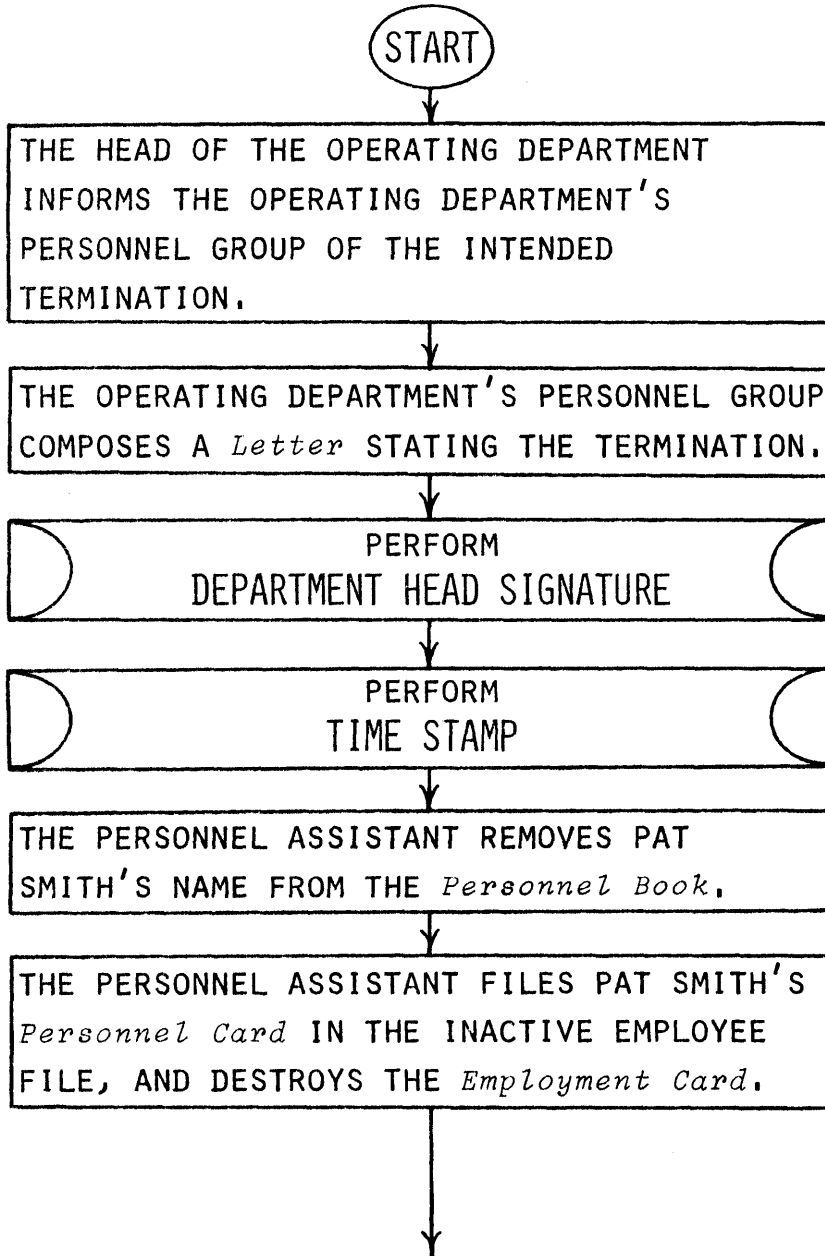 START
THE HEAD OF THE OPERATING DEPARTMENT
INFORMS THE OPERATING DEPARTMENT'S
PERSONNEL GROUP OF THE INTENDED
TERMINATION.
THE OPERATING DEPARTMENT'S PERSONNEL GROUP
COMPOSES A Letter STATING THE TERMINATION.
PERFORM
DEPARTMENT HEAD SIGNATURE
PERFORM
TIME STAMP
THE PERSONNEL ASSISTANT REMOVES PAT
SMITH'S NAME FROM THE Personnel Book.
THE PERSONNEL ASSISTANT FILES PAT SMITH'S
Personnel Card IN THE INACTIVE EMPLOYEE
FILE, AND DESTROYS THE Employment Card.